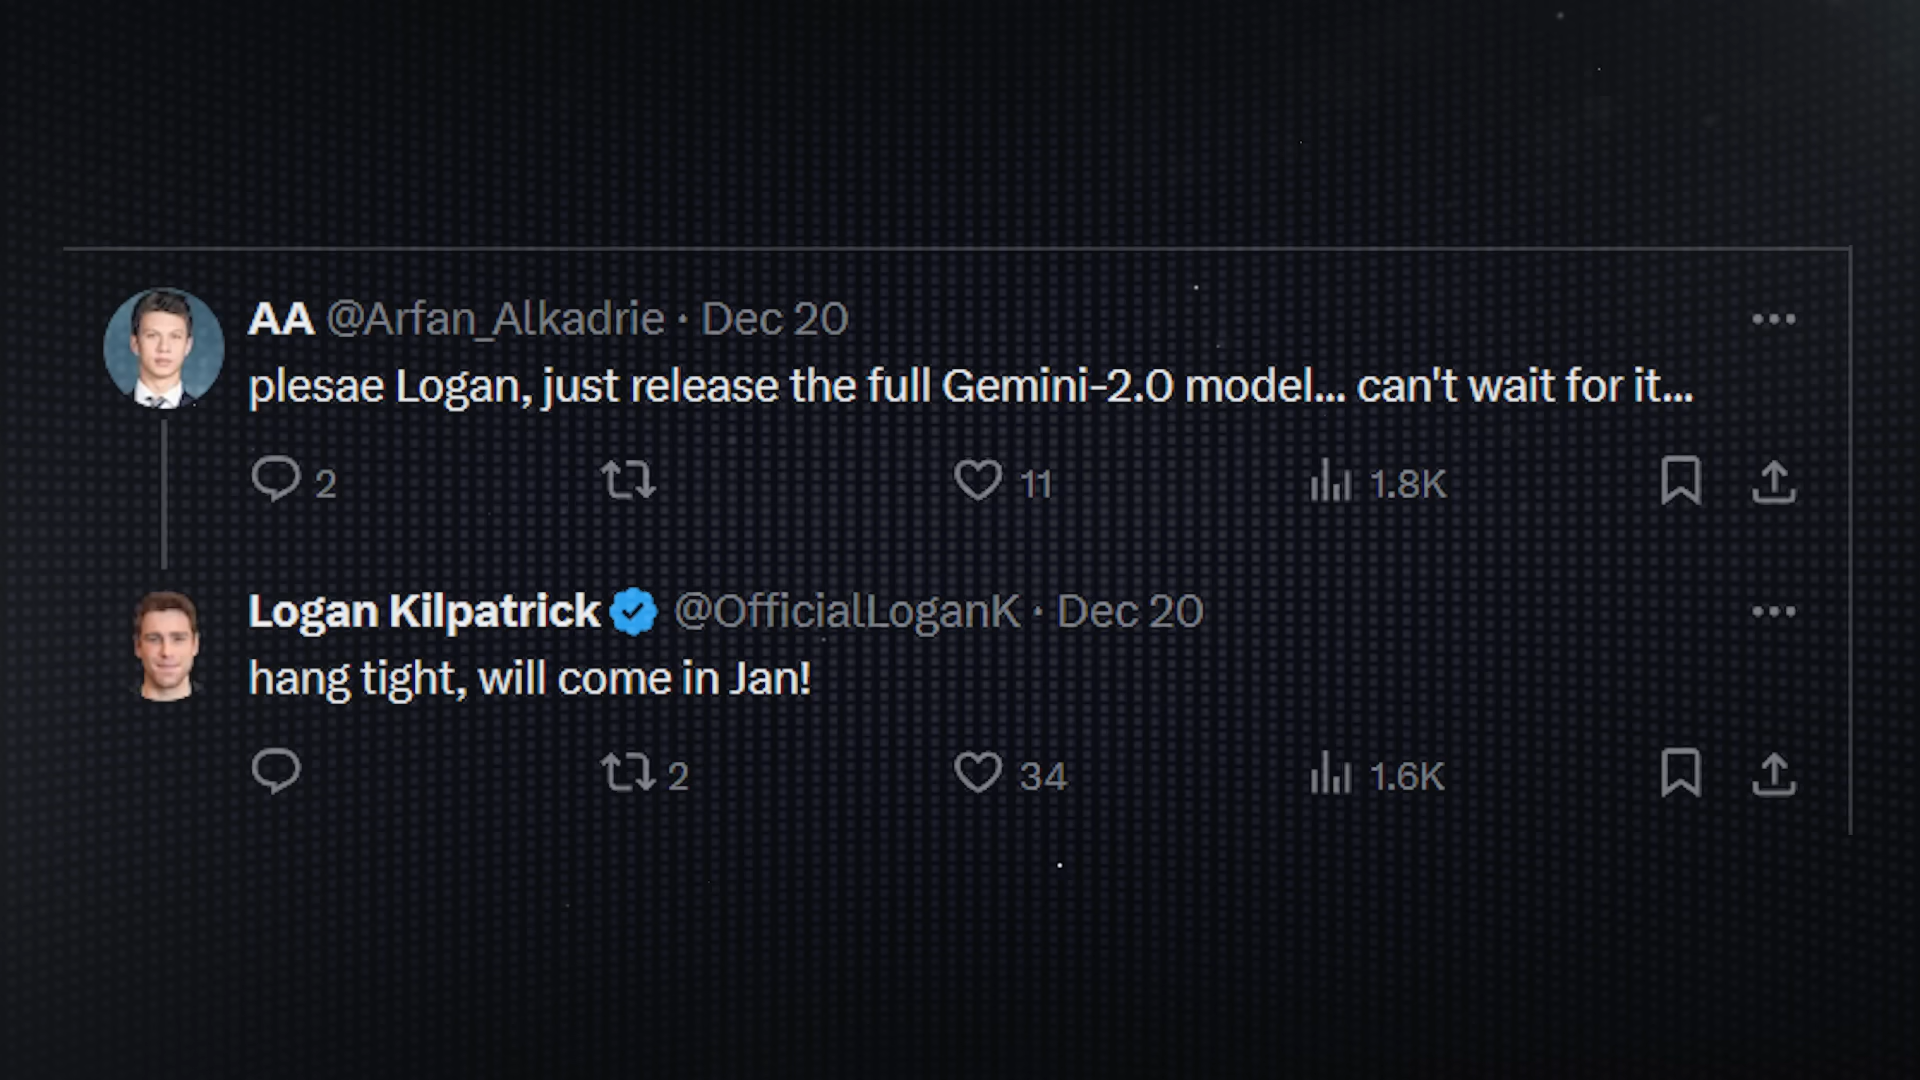 AA @Arfan_Alkadrie · Dec 20
plesae Logan, just release the full Gemini-2.0 model... can't wait for it...
2 11 1.8K
Logan Kilpatrick @OfficialLoganK · Dec 20
hang tight, will come in Jan!
2 34 1.6K